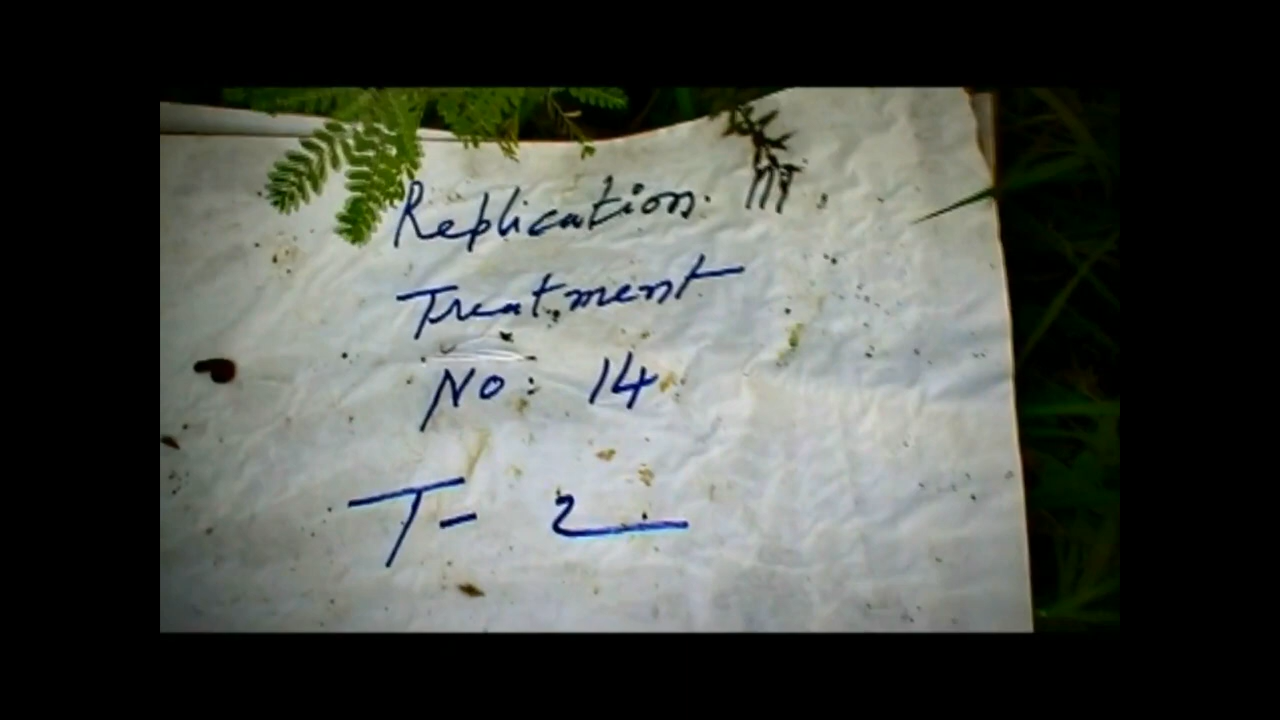 Replication. III.
Treatment
No: 14
T- 2